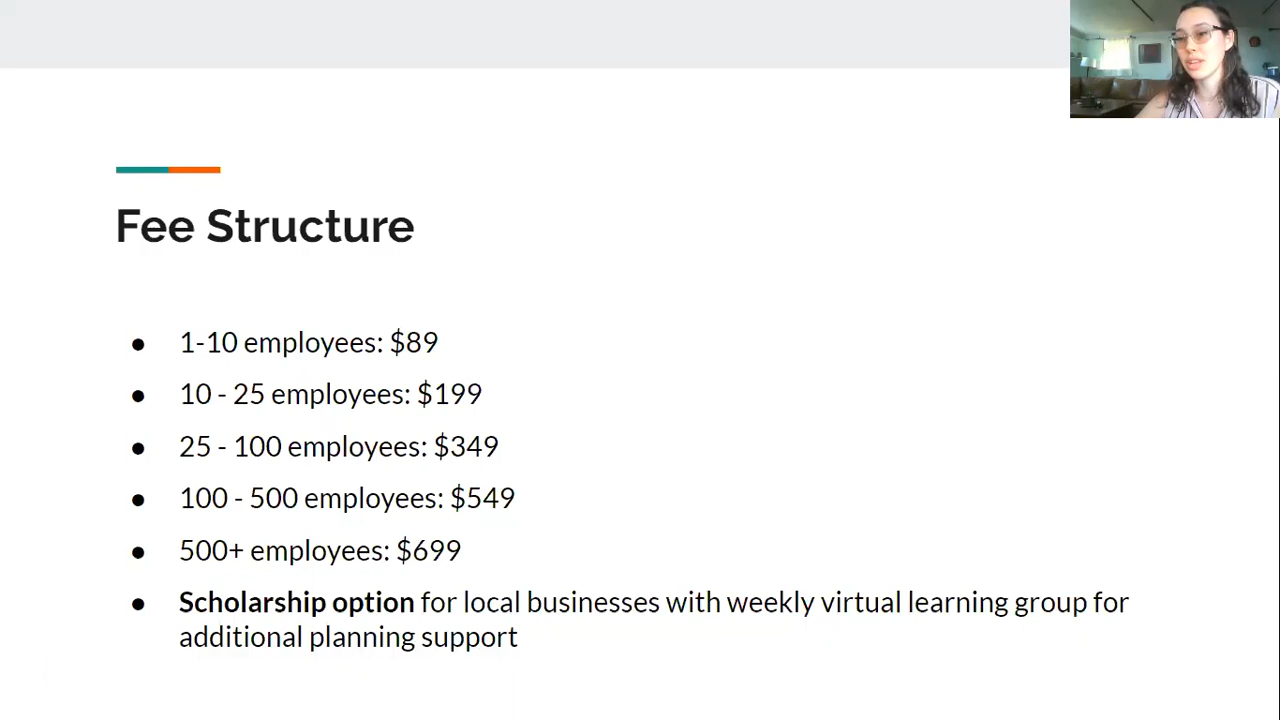 Fee Structure
● 1-10 employees: $89
● 10 - 25 employees: $199
● 25 - 100 employees: $349
● 100 - 500 employees: $549
● 500+ employees: $699
● Scholarship option for local businesses with weekly virtual learning group for
additional planning support